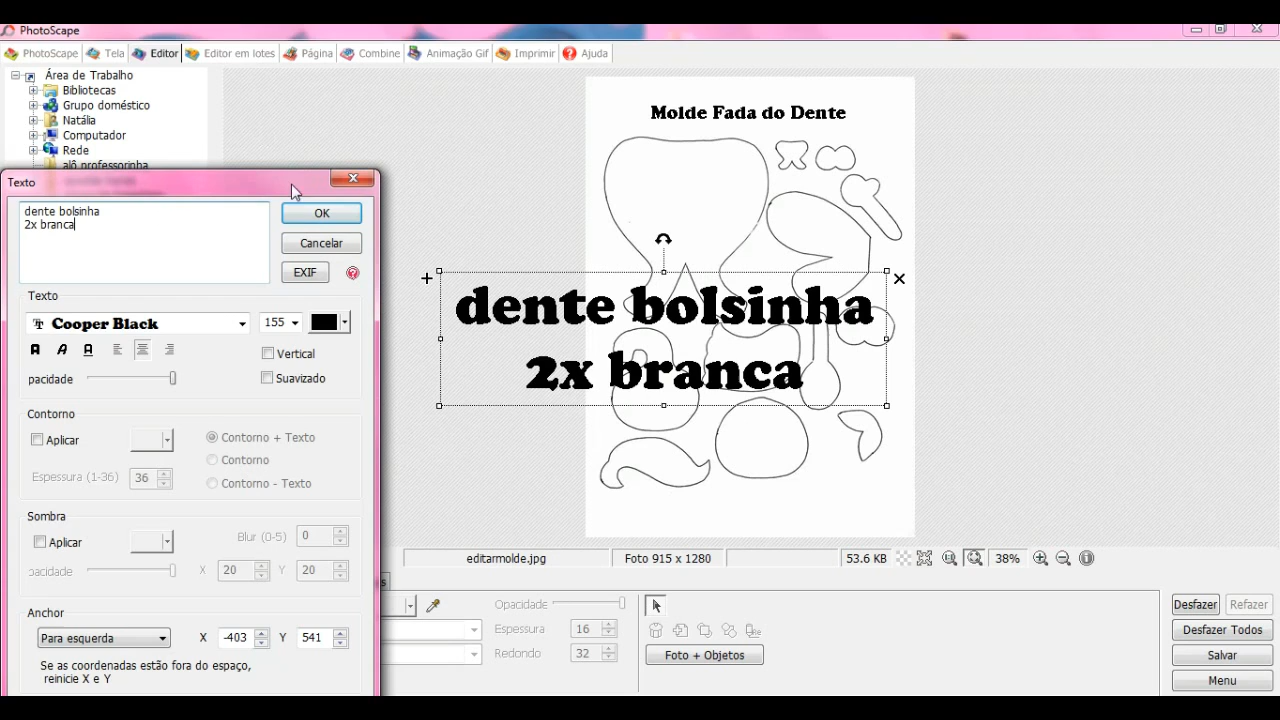 PhotoScape
PhotoScape
Tela
Editor
Editor em lotes
Página
Combine
Animação Gif
Imprimir
Ajuda
Área de Trabalho
Bibliotecas
Grupo doméstico
Natália
Computador
Rede
alô professorinha
Texto
dente bolsinha
2x branca
OK
Cancelar
EXIF
Texto
Cooper Black
155
A A A
Vertical
pacidade
Suavizado
Contorno
Aplicar
Contorno + Texto
Contorno
Espessura (1-36) 36
Contorno - Texto
Sombra
Aplicar
Blur (0-5) 0
pacidade
X 20 Y 20
Anchor
Para esquerda
X -403 Y 541
Se as coordenadas estão fora do espaço,
reinicie X e Y
Molde Fada do Dente
dente bolsinha
2x branca
editarmolde.jpg
Foto 915 x 1280
53.6 KB
38%
Opacidade
Espessura 16
Redondo 32
Foto + Objetos
Desfazer
Refazer
Desfazer Todos
Salvar
Menu